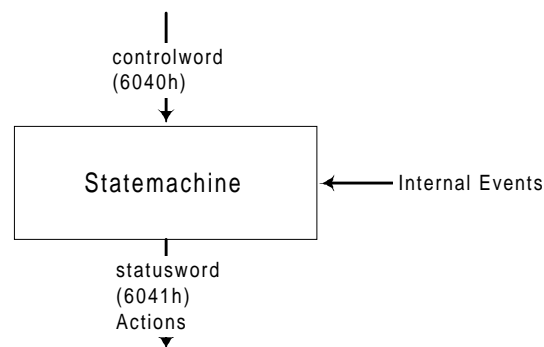 controlword
(6040h)
Statemachine
Internal Events
statusword
(6041h)
Actions